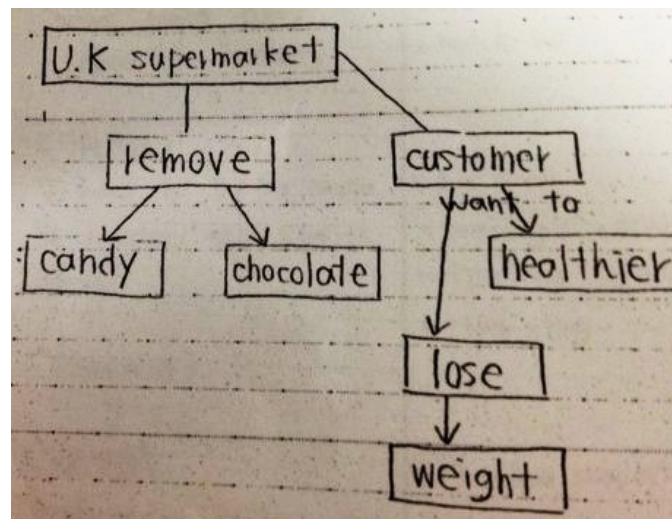 U.K supermarket
remove
customer
want to
candy
chocolate
healthier
lose
weight